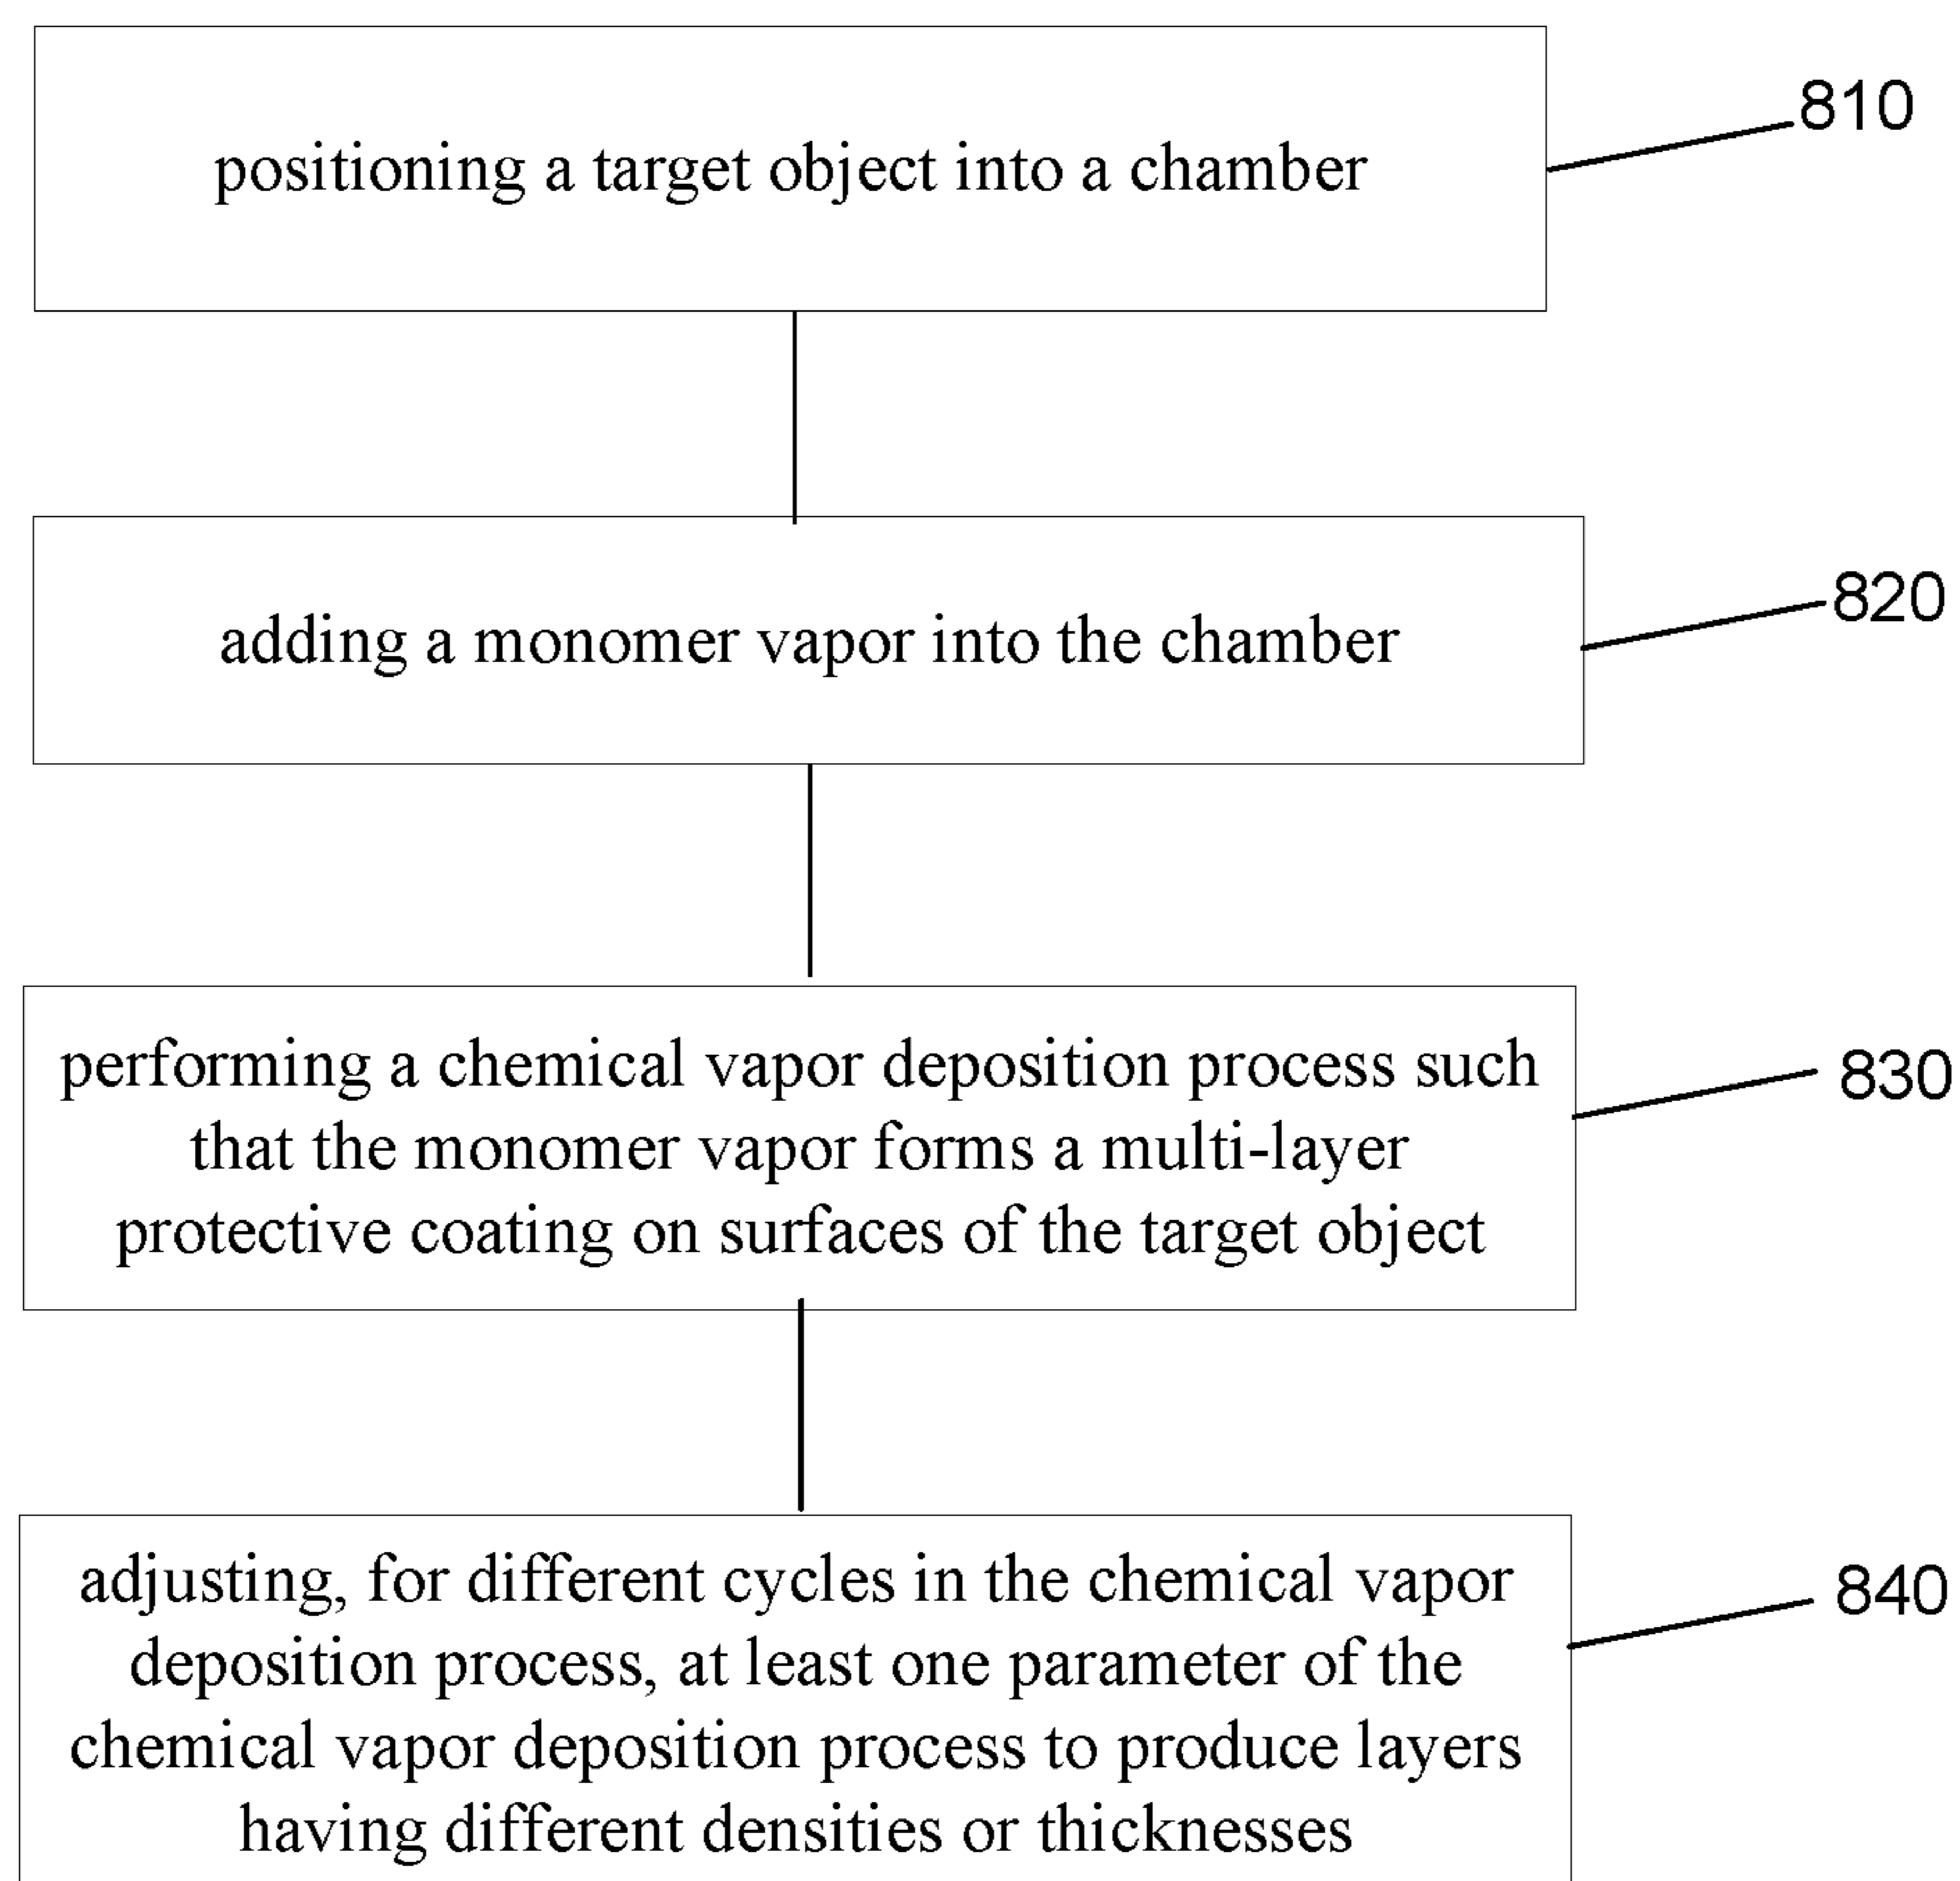 positioning a target object into a chamber
810
adding a monomer vapor into the chamber
820
performing a chemical vapor deposition process such
that the monomer vapor forms a multi-layer
protective coating on surfaces of the target object
830
adjusting, for different cycles in the chemical vapor
deposition process, at least one parameter of the
chemical vapor deposition process to produce layers
having different densities or thicknesses
840